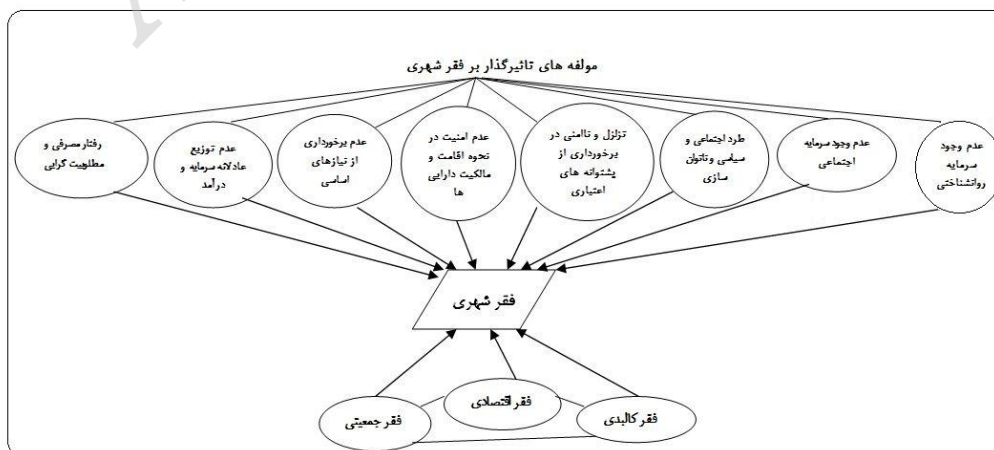 مولفه های تاثیرگذار بر فقر شهری
عدم وجود
سرمایه
روانشناختی
عدم وجود سرمایه
اجتماعی
طرد اجتماعی و
سیاسی و ناتوان
سازی
تزلزل و ناامنی در
برخورداری از
پشتوانه های
اعتباری
عدم امنیت در
نحوه اقامت و
مالکیت دارایی
ها
عدم برخورداری
از نیازهای
اساسی
عدم توزیع
عادلانه سرمایه و
درآمد
رفتار مصرفی و
مطلوبیت گرایی
فقر شهری
فقر کالبدی
فقر اقتصادی
فقر جمعیتی